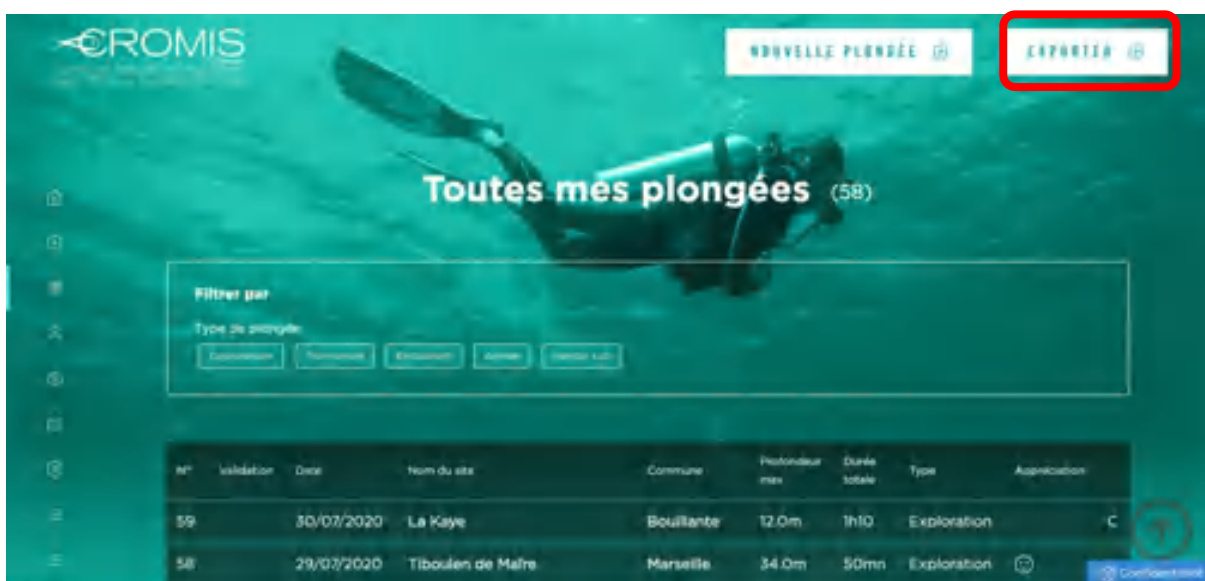 CROMIS
NOUVELLE PLONGÉE
EXPORTER
Toutes mes plongées (58)
Filtrer par
Type de plongée
Exploration
N° Validation Date Nom du site Commune Profondeur max Durée totale Type Appréciation
59 30/07/2020 La Kaye Bouillante 12.0m 1h10 Exploration C
58 29/07/2020 Tiboulen de Maïre Marseille 34.0m 50mn Exploration